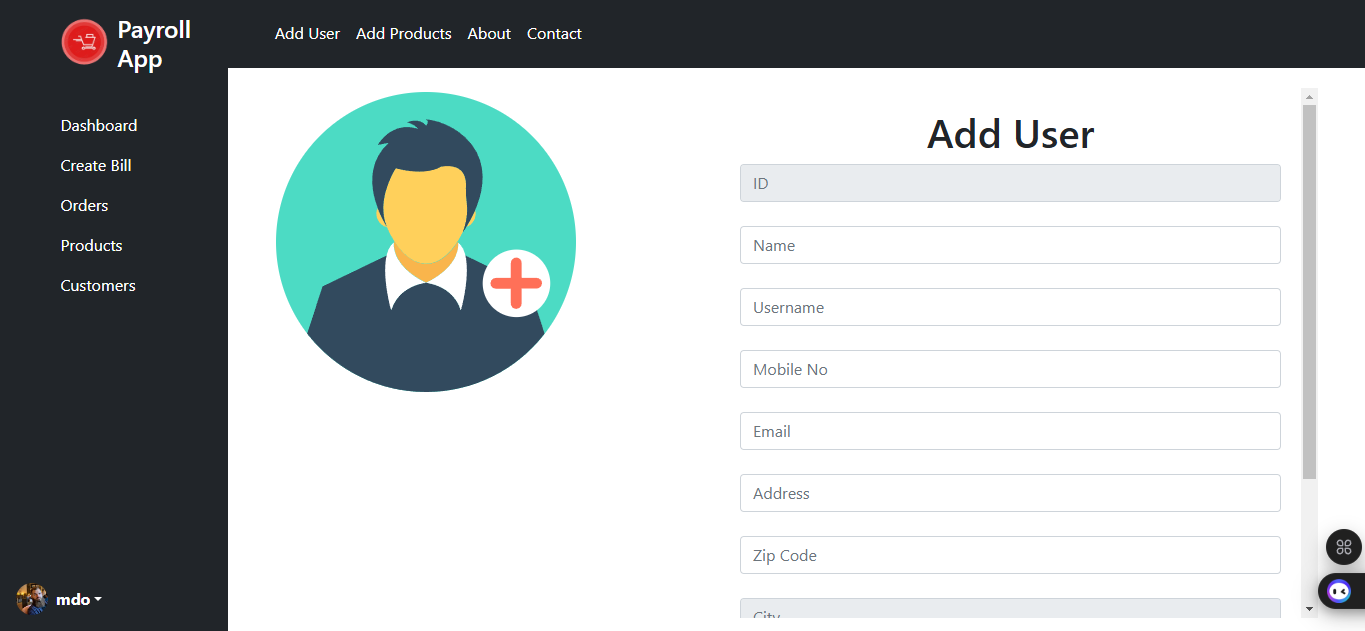 Payroll
App
Add User Add Products About Contact
Dashboard
Create Bill
Orders
Products
Customers
mdo
Add User
ID
Name
Username
Mobile No
Email
Address
Zip Code
City